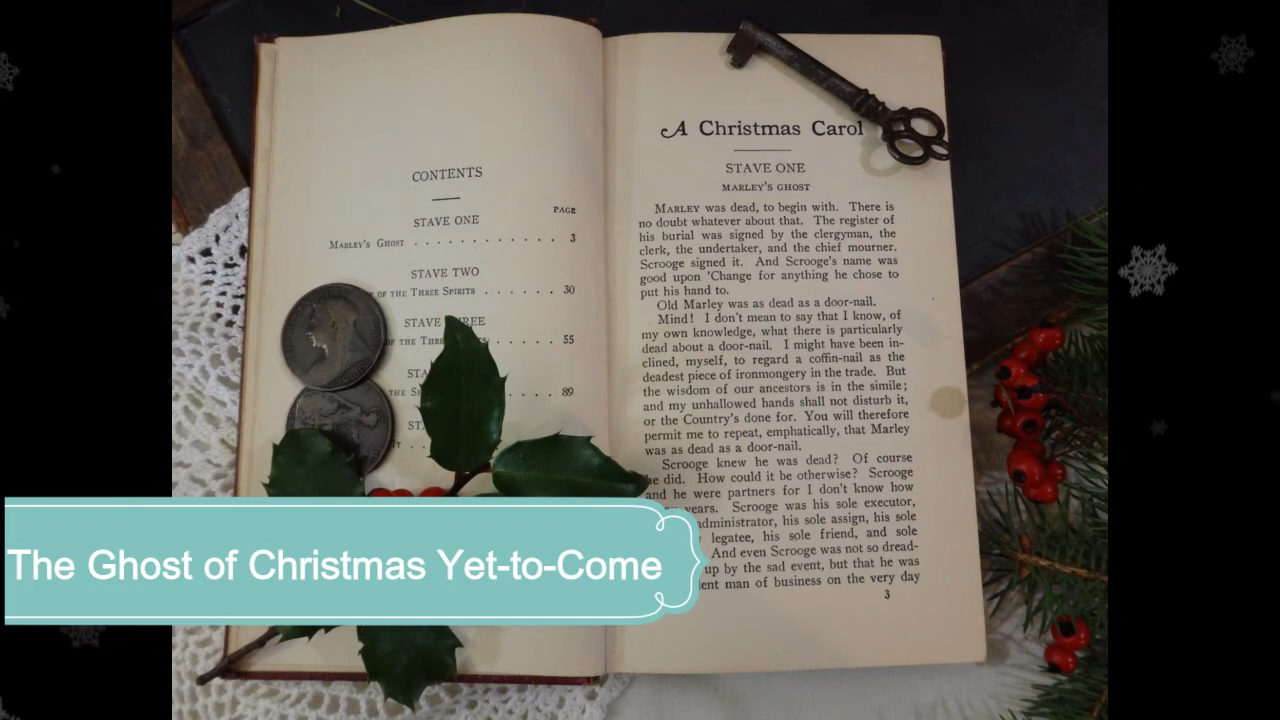 CONTENTS
PAGE
STAVE ONE
MARLEY'S GHOST . . . . . . . . . . . . 3
STAVE TWO
OF THE THREE SPIRITS . . . . . . 30
STAVE
OF THE . . . . . 55
THE . . . . 89
A Christmas Carol
STAVE ONE
MARLEY'S GHOST
MARLEY was dead, to begin with. There is
no doubt whatever about that. The register of
his burial was signed by the clergyman, the
clerk, the undertaker, and the chief mourner.
Scrooge signed it. And Scrooge's name was
good upon 'Change for anything he chose to
put his hand to.
Old Marley was as dead as a door-nail.
Mind! I don't mean to say that I know, of
my own knowledge, what there is particularly
dead about a door-nail. I might have been in-
clined, myself, to regard a coffin-nail as the
deadest piece of ironmongery in the trade. But
the wisdom of our ancestors is in the simile;
and my unhallowed hands shall not disturb it,
or the Country's done for. You will therefore
permit me to repeat, emphatically, that Marley
was as dead as a door-nail.
Scrooge knew he was dead? Of course
he did. How could it be otherwise? Scrooge
and he were partners for I don't know how
years. Scrooge was his sole executor,
administrator, his sole assign, his sole
legatee, his sole friend, and sole
And even Scrooge was not so dread-
up by the sad event, but that he was
man of business on the very day
3
The Ghost of Christmas Yet-to-Come